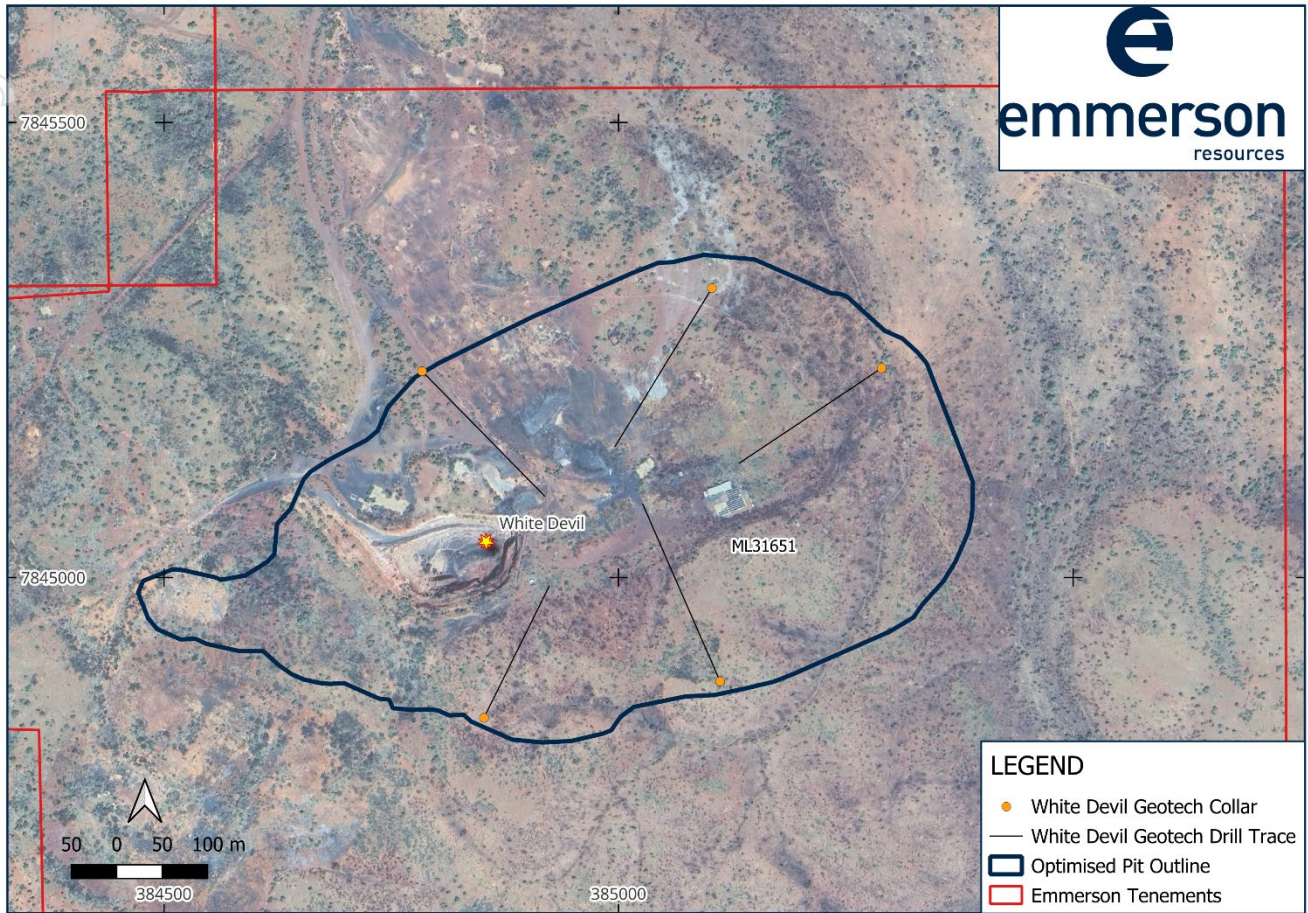 emmerson
resources
7845500
White Devil
ML31651
7845000
50 0 50 100 m
384500
385000
LEGEND
White Devil Geotech Collar
White Devil Geotech Drill Trace
Optimised Pit Outline
Emmerson Tenements